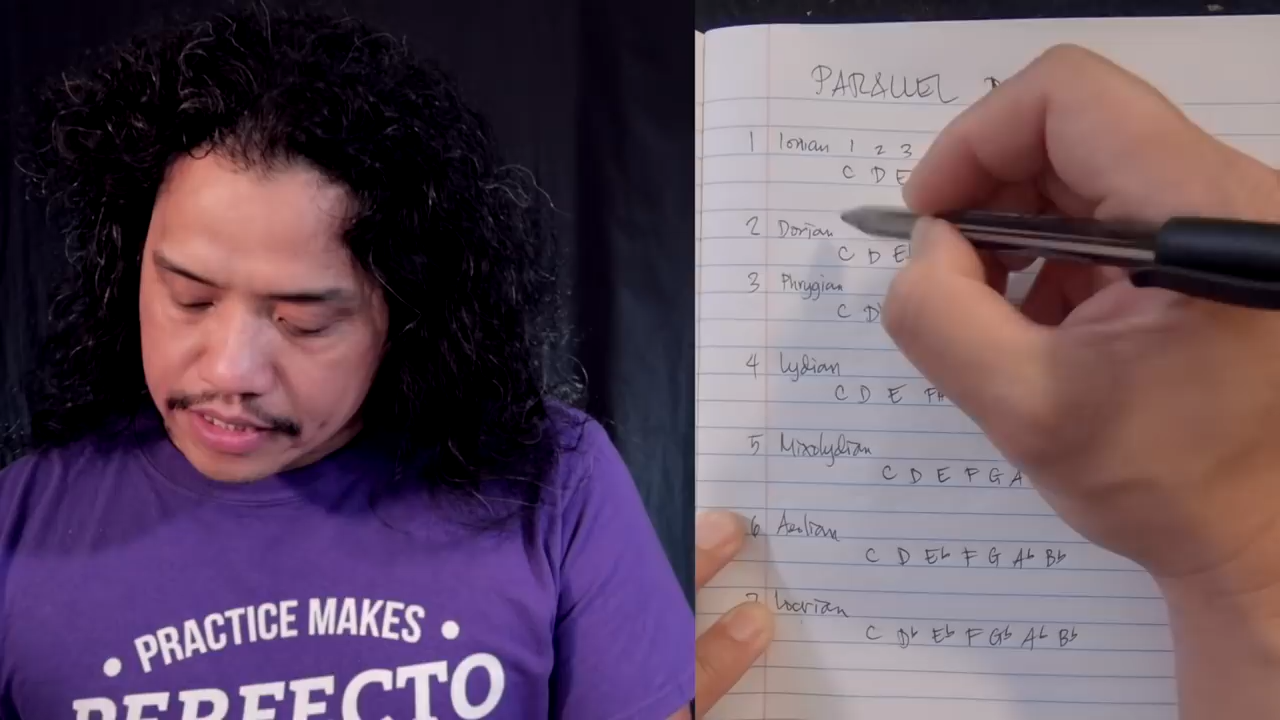 • PRACTICE MAKES •
PERFECTO
PARALLEL
1 Ionian 1 2 3
C D E
2 Dorian
C D E
3 Phrygian
C D
4 Lydian
C D E F#
5 Mixolydian
C D E F G A
6 Aeolian
C D E♭ F G A♭ B♭
7 Locrian
C D♭ E♭ F G♭ A♭ B♭